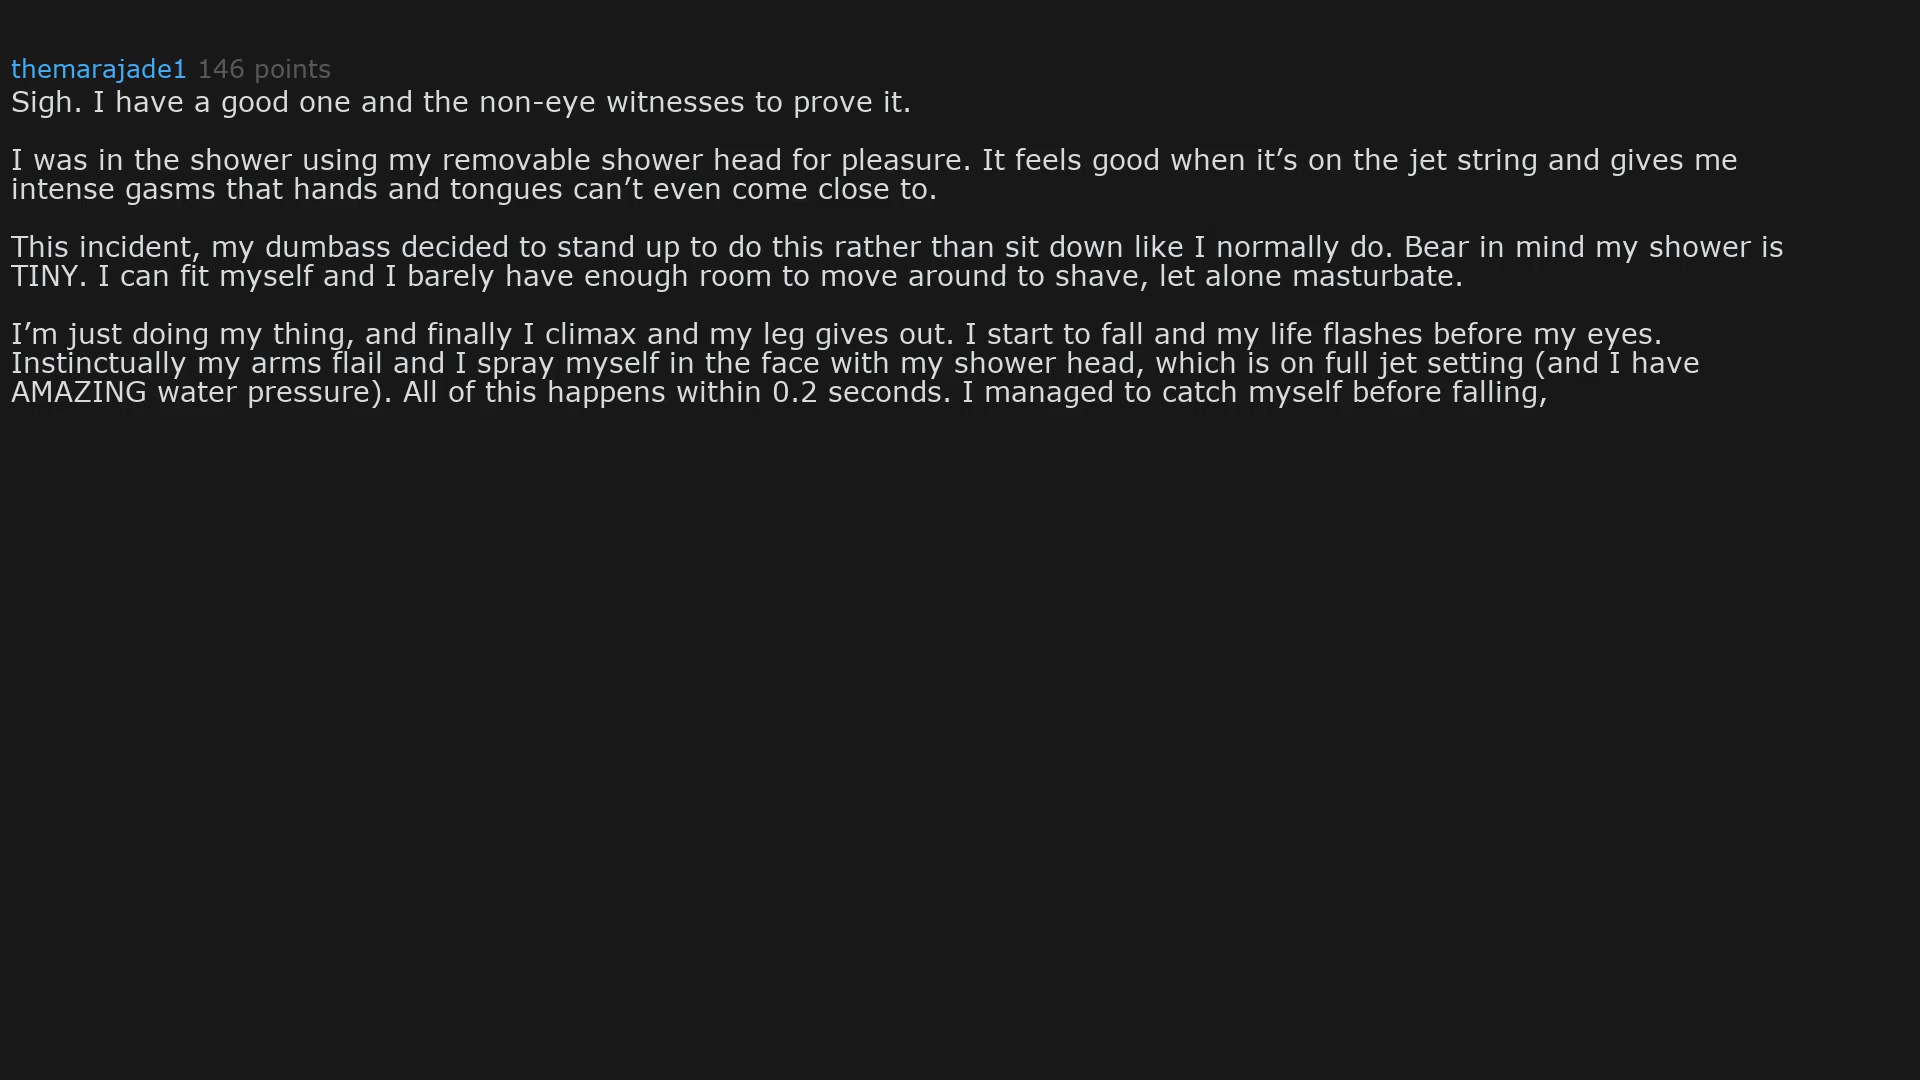 themarajade1 146 points
Sigh. I have a good one and the non-eye witnesses to prove it.
I was in the shower using my removable shower head for pleasure. It feels good when it’s on the jet string and gives me
intense gasms that hands and tongues can’t even come close to.
This incident, my dumbass decided to stand up to do this rather than sit down like I normally do. Bear in mind my shower is
TINY. I can fit myself and I barely have enough room to move around to shave, let alone masturbate.
I’m just doing my thing, and finally I climax and my leg gives out. I start to fall and my life flashes before my eyes.
Instinctually my arms flail and I spray myself in the face with my shower head, which is on full jet setting (and I have
AMAZING water pressure). All of this happens within 0.2 seconds. I managed to catch myself before falling,